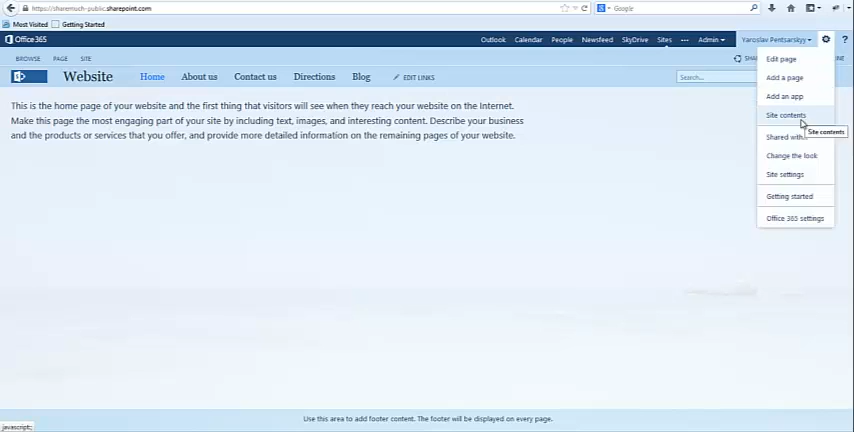 https://sharemuch-public.sharepoint.com
Google
Most Visited Getting Started
Office 365 Outlook Calendar People Newsfeed SkyDrive Sites ••• Admin Yaroslav Pentsarskyy ?
BROWSE PAGE SITE
Website Home About us Contact us Directions Blog EDIT LINKS Search...
This is the home page of your website and the first thing that visitors will see when they reach your website on the Internet.
Make this page the most engaging part of your site by including text, images, and interesting content. Describe your business
and the products or services that you offer, and provide more detailed information on the remaining pages of your website.
Edit page
Add a page
Add an app
Site contents
Site contents
Shared with...
Change the look
Site settings
Getting started
Office 365 settings
Use this area to add footer content. The footer will be displayed on every page.
javascript:;